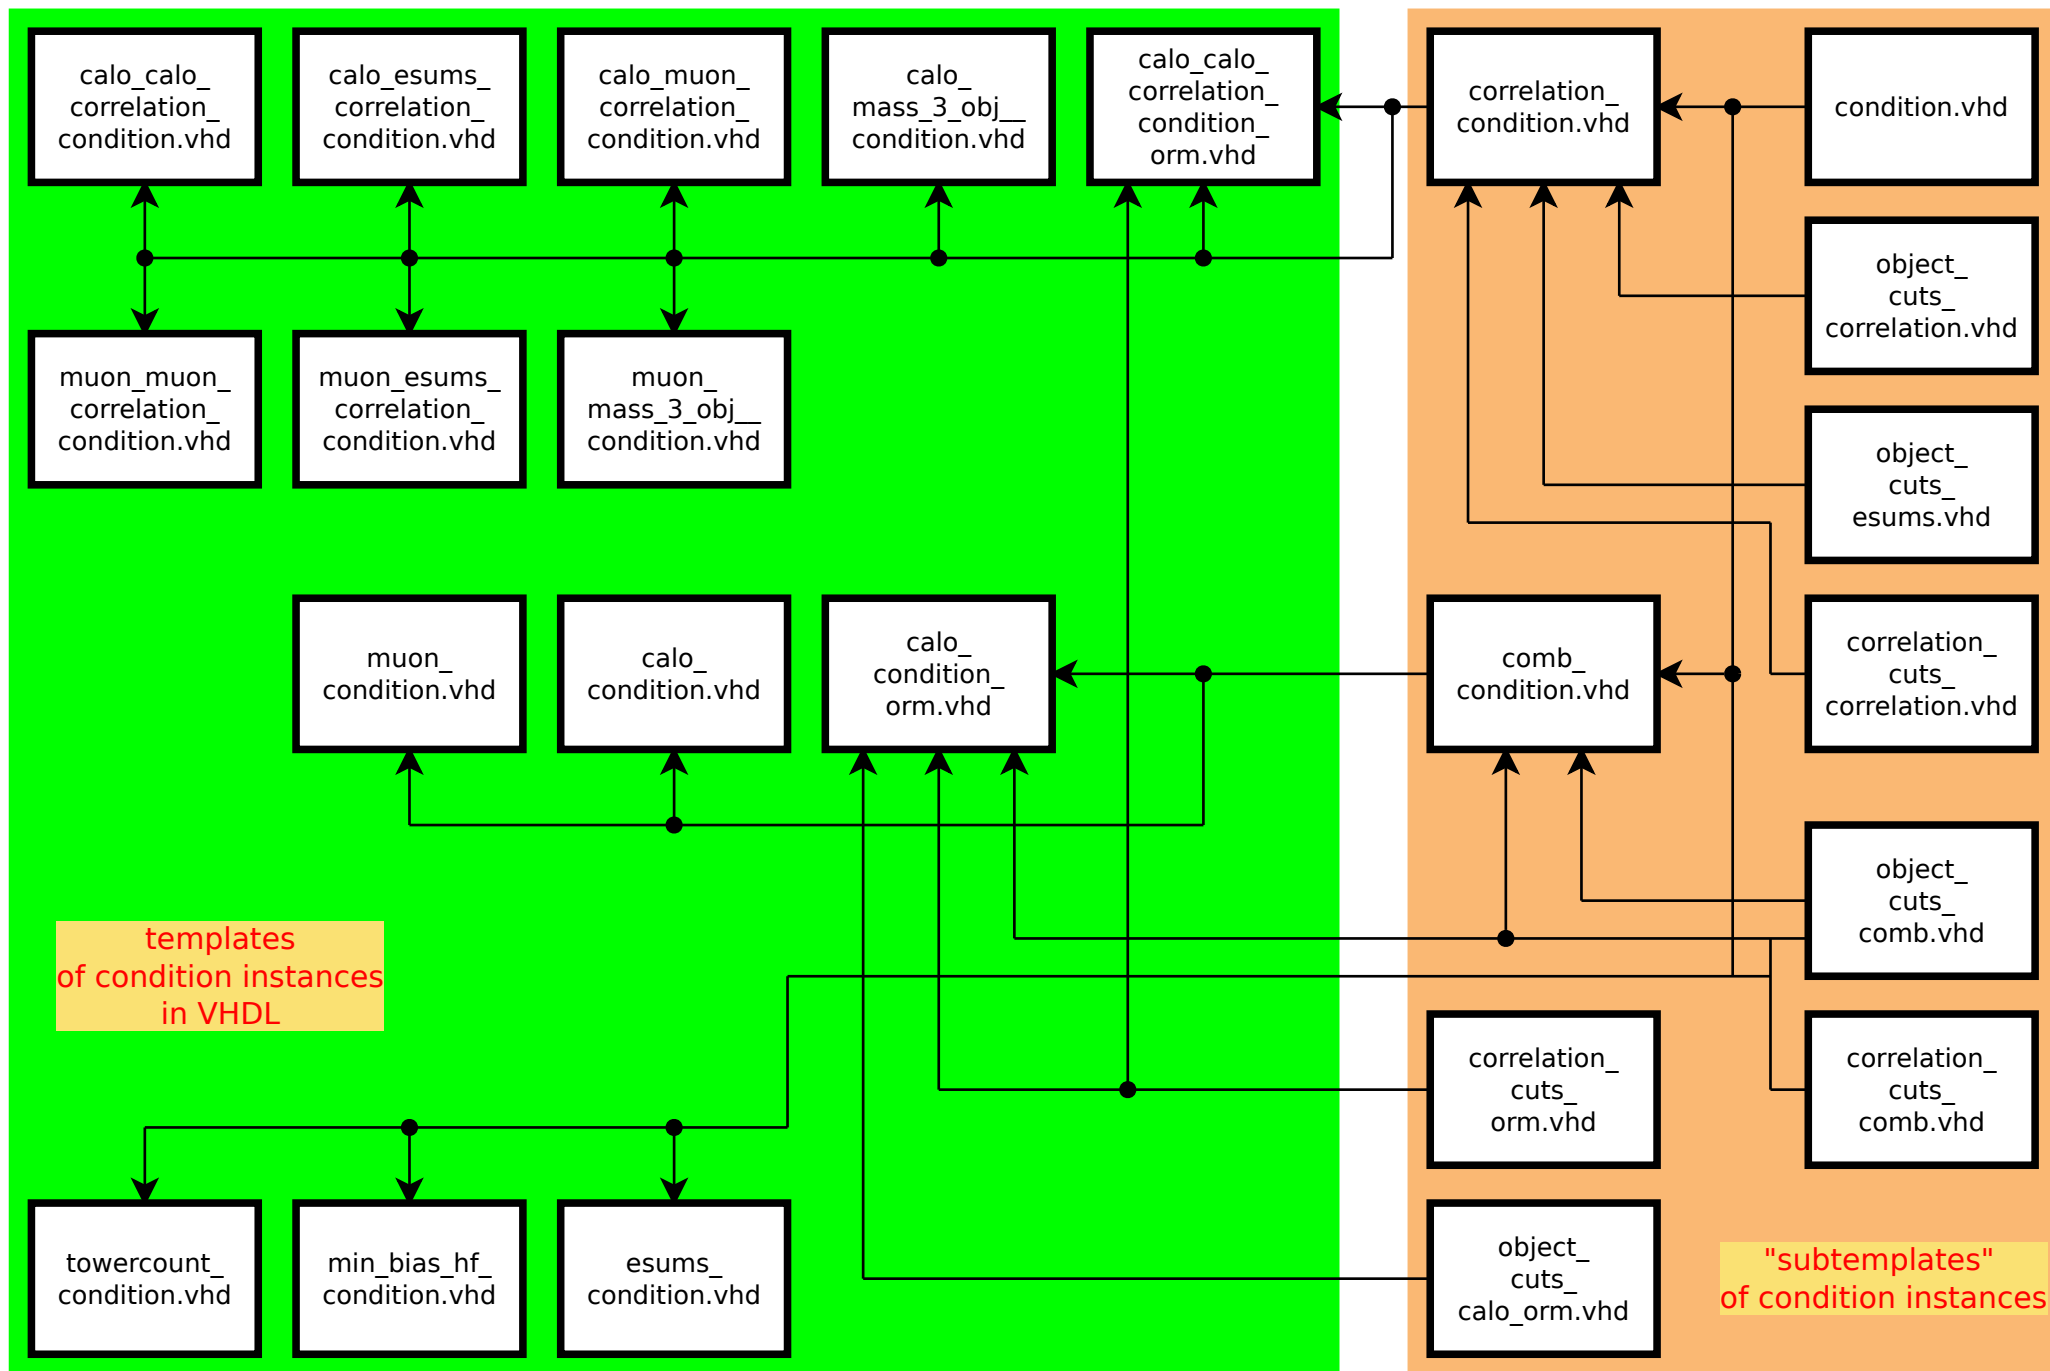 calo_calo_
correlation_
condition.vhd
calo_esums_
correlation_
condition.vhd
calo_muon_
correlation_
condition.vhd
calo_
mass_3_obj__
condition.vhd
calo_calo_
correlation_
condition_
orm.vhd
correlation_
condition.vhd
condition.vhd
object_
cuts_
correlation.vhd
muon_muon_
correlation_
condition.vhd
muon_esums_
correlation_
condition.vhd
muon_
mass_3_obj__
condition.vhd
object_
cuts_
esums.vhd
muon_
condition.vhd
calo_
condition.vhd
calo_
condition_
orm.vhd
comb_
condition.vhd
correlation_
cuts_
correlation.vhd
object_
cuts_
comb.vhd
templates
of condition instances
in VHDL
correlation_
cuts_
orm.vhd
correlation_
cuts_
comb.vhd
towercount_
condition.vhd
min_bias_hf_
condition.vhd
esums_
condition.vhd
object_
cuts_
calo_orm.vhd
"subtemplates"
of condition instances